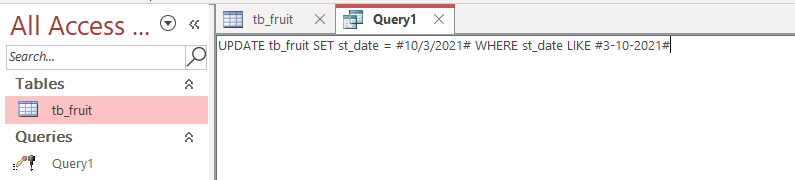 All Access ...
tb_fruit
Query1
UPDATE tb_fruit SET st_date = #10/3/2021# WHERE st_date LIKE #3-10-2021#
Search...
Tables
tb_fruit
Queries
Query1